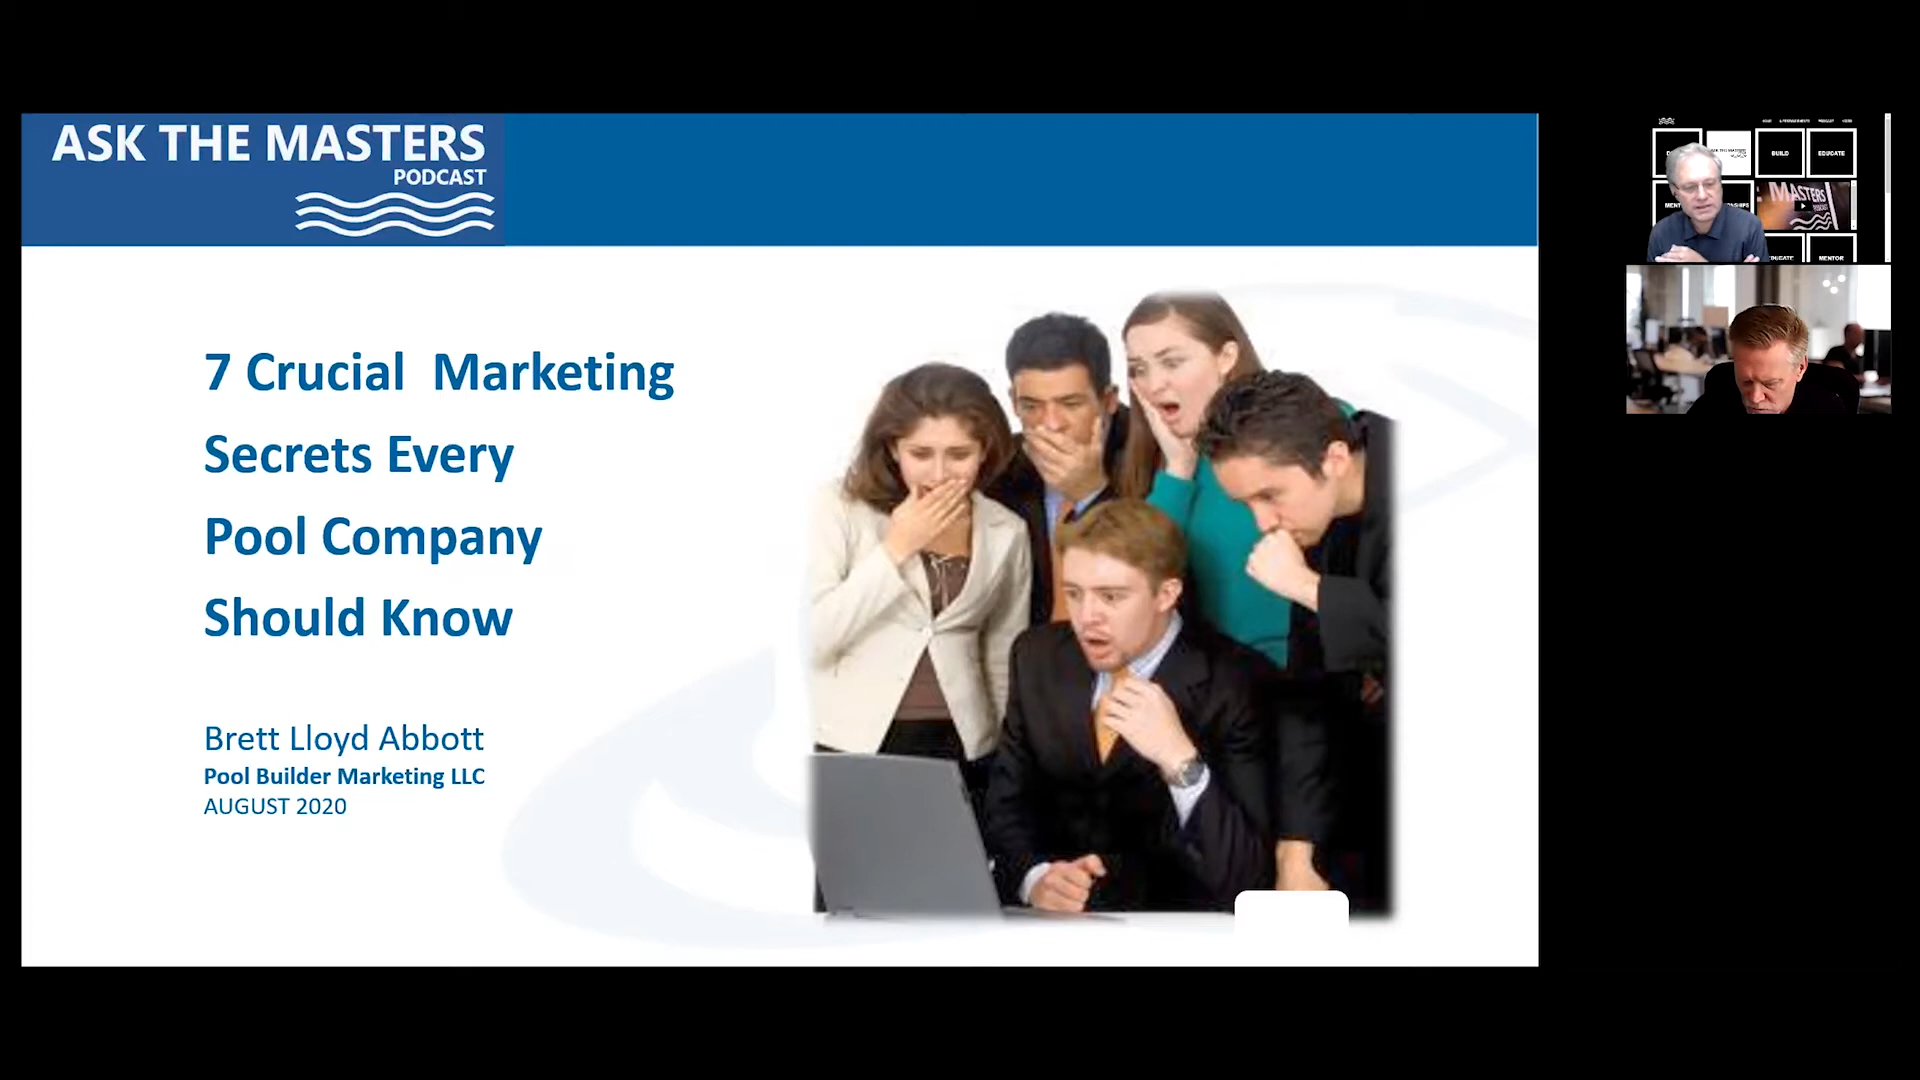 ASK THE MASTERS
PODCAST
7 Crucial  Marketing
Secrets Every
Pool Company
Should Know
Brett Lloyd Abbott
Pool Builder Marketing LLC
AUGUST 2020
BUILD
EDUCATE
MASTERS
MENTOR